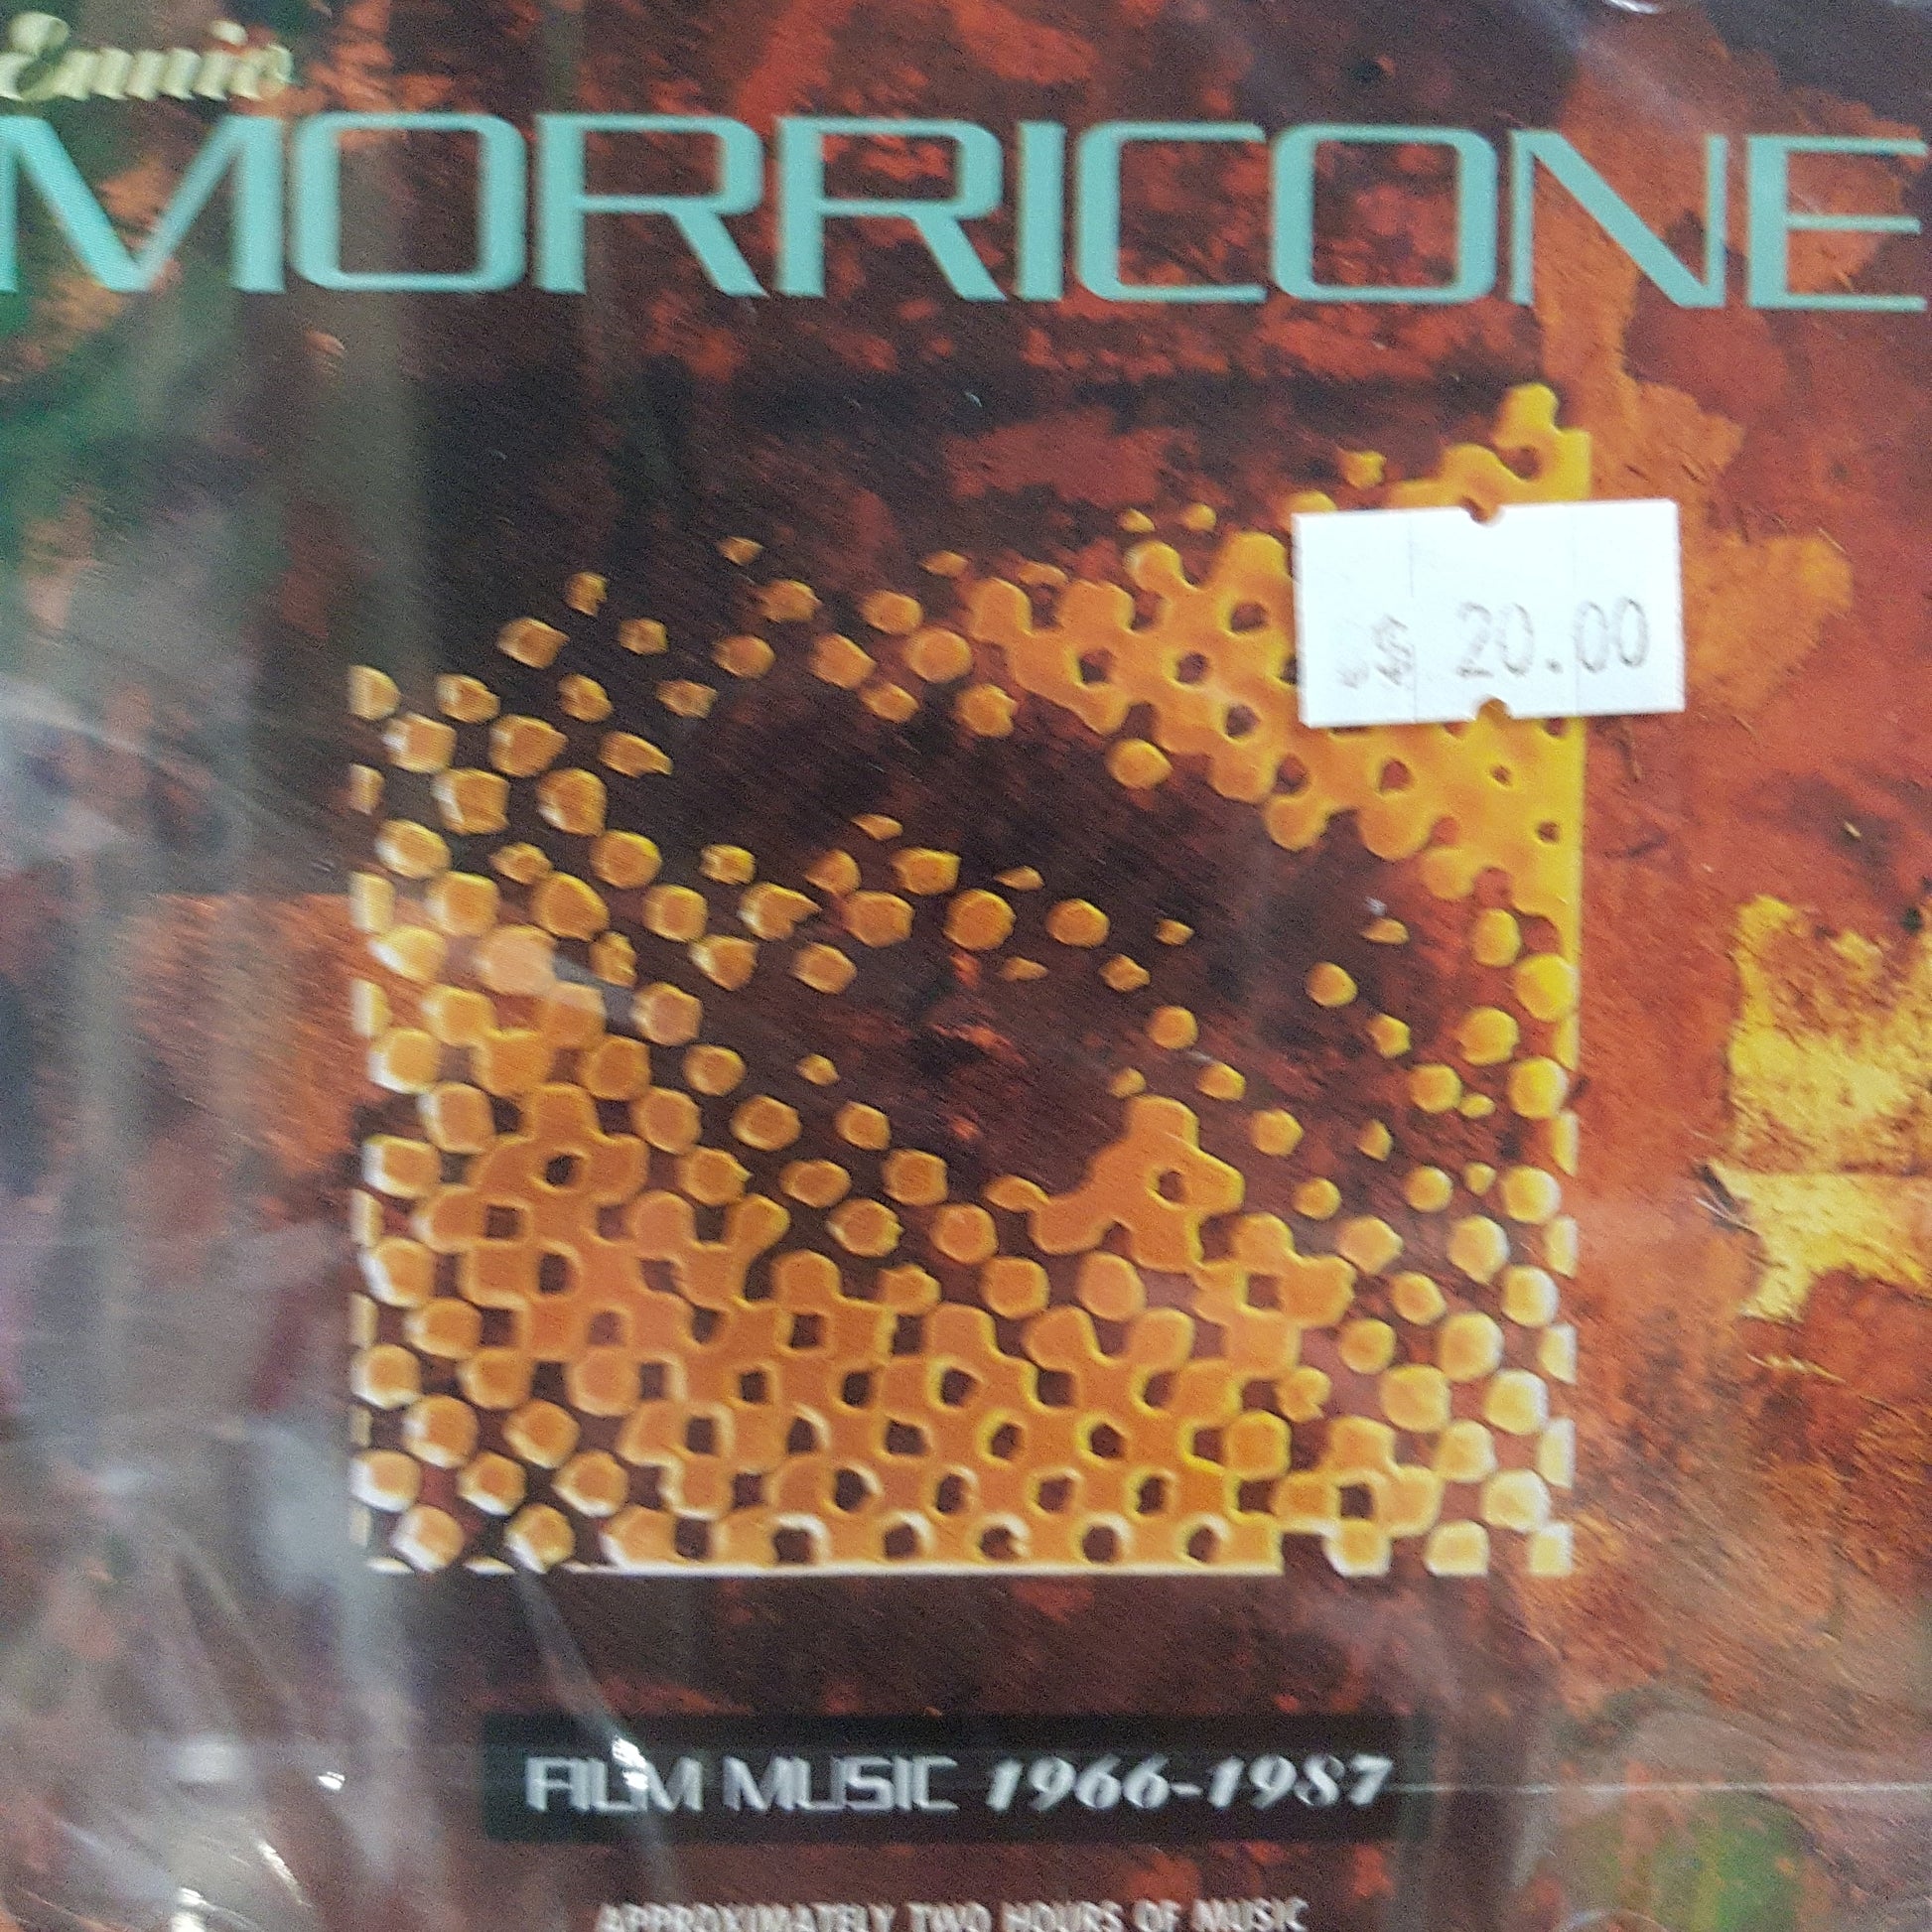 Ennio
MORRICONE
$ 20.00
FILM MUSIC 1966-1987
APPROXIMATELY TWO HOURS OF MUSIC